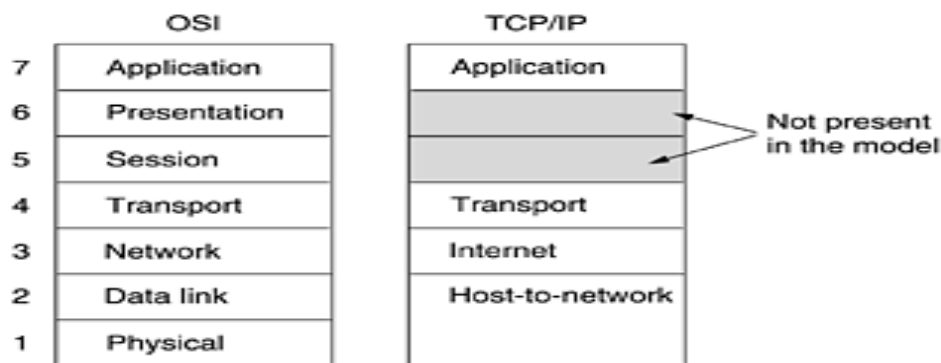 OSI TCP/IP
7 Application Application
6 Presentation
5 Session
Not present
in the model
4 Transport Transport
3 Network Internet
2 Data link Host-to-network
1 Physical